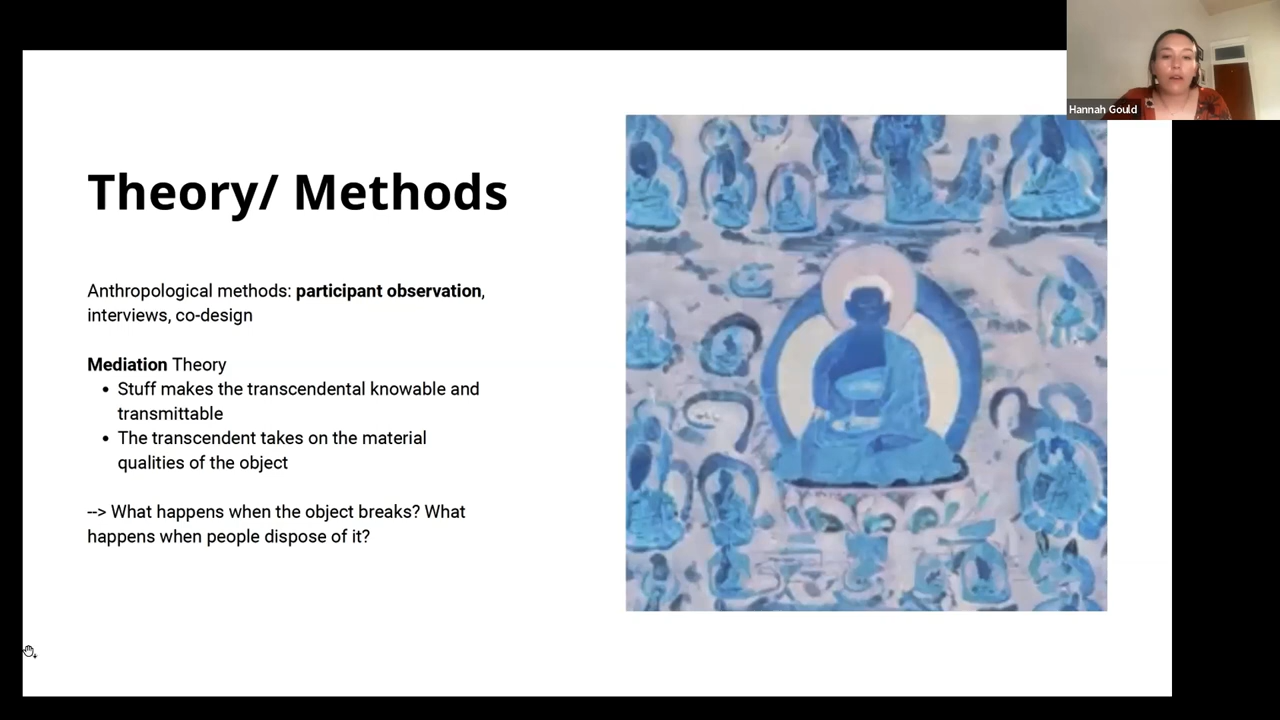 Hannah Gould
Theory/ Methods
Anthropological methods: participant observation,
interviews, co-design
Mediation Theory
• Stuff makes the transcendental knowable and
transmittable
• The transcendent takes on the material
qualities of the object
--> What happens when the object breaks? What
happens when people dispose of it?